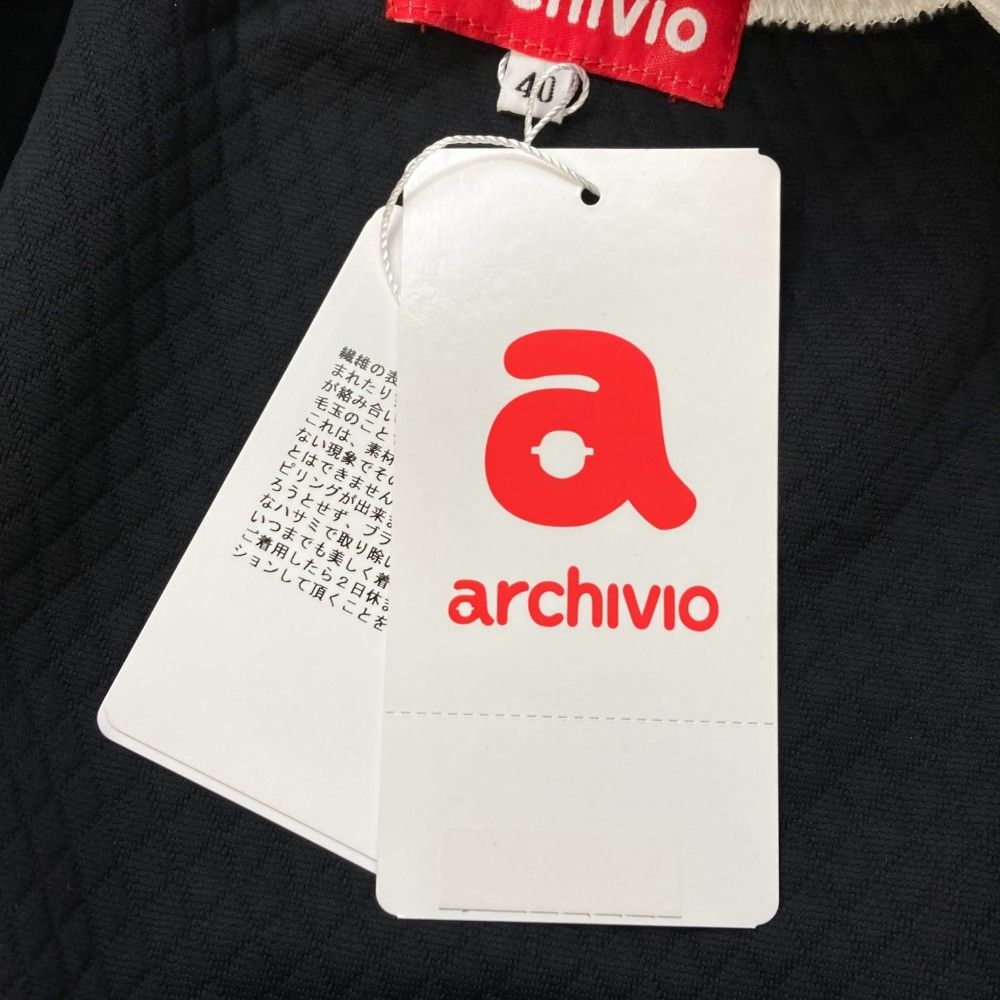 archivio
40
a
archivio
繊維の表
まれたり
が絡み合い
毛玉のこと
これは、素材
ない現象でその
とはできません
ピリングが出来ま
ろうとせず、ブラ
なハサミで取り除い
いつまでも美しく着
ご着用したら2日休ま
ションして頂くことを